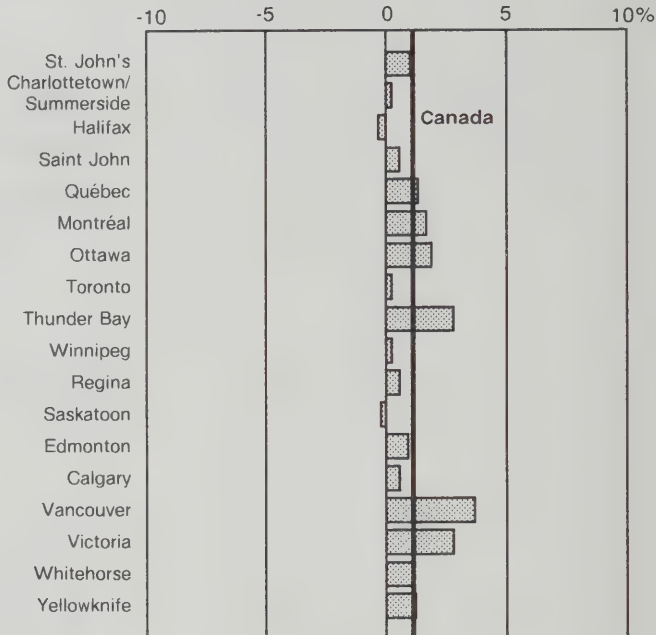 -10 -5 0 5 10%
St. John's
Charlottetown/
Summerside
Halifax
Canada
Saint John
Québec
Montréal
Ottawa
Toronto
Thunder Bay
Winnipeg
Regina
Saskatoon
Edmonton
Calgary
Vancouver
Victoria
Whitehorse
Yellowknife